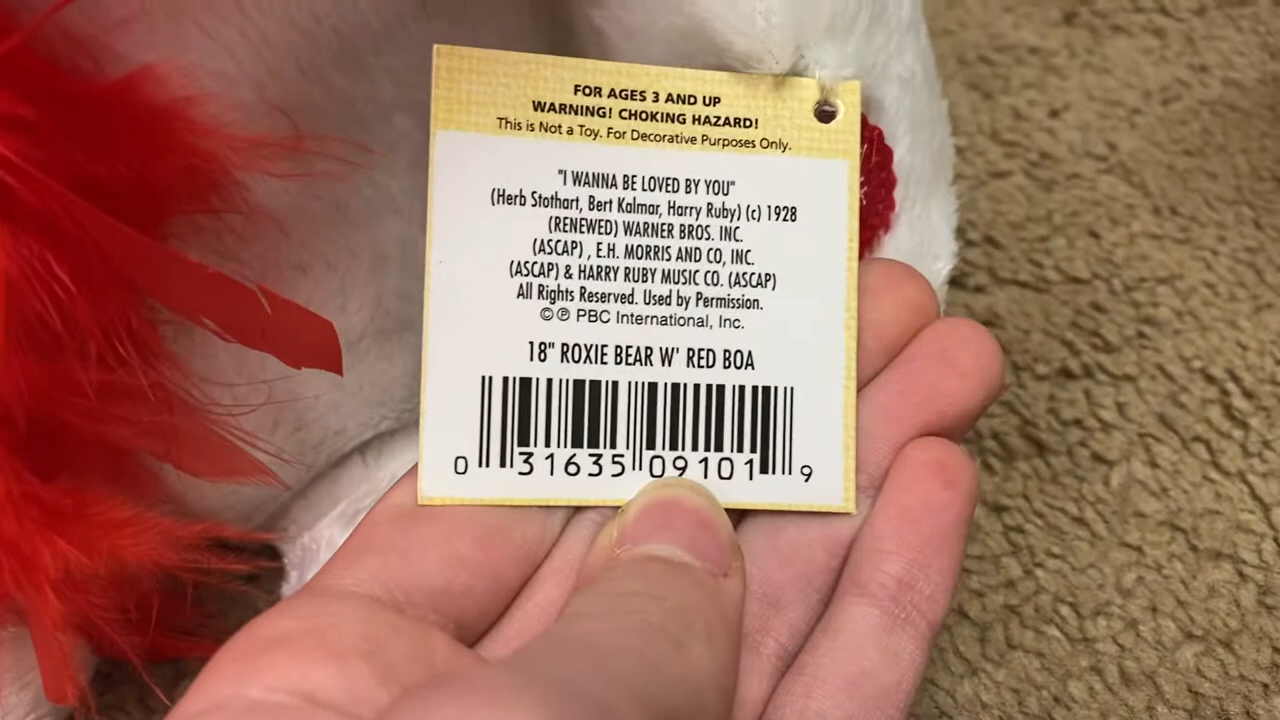 FOR AGES 3 AND UP
WARNING! CHOKING HAZARD!
This is Not a Toy. For Decorative Purposes Only.
"I WANNA BE LOVED BY YOU"
(Herb Stothart, Bert Kalmar, Harry Ruby) (c) 1928
(RENEWED) WARNER BROS. INC.
(ASCAP) , E.H. MORRIS AND CO, INC.
(ASCAP) & HARRY RUBY MUSIC CO. (ASCAP)
All Rights Reserved. Used by Permission.
©℗ PBC International, Inc.
18" ROXIE BEAR W' RED BOA
0 31635 09101 9